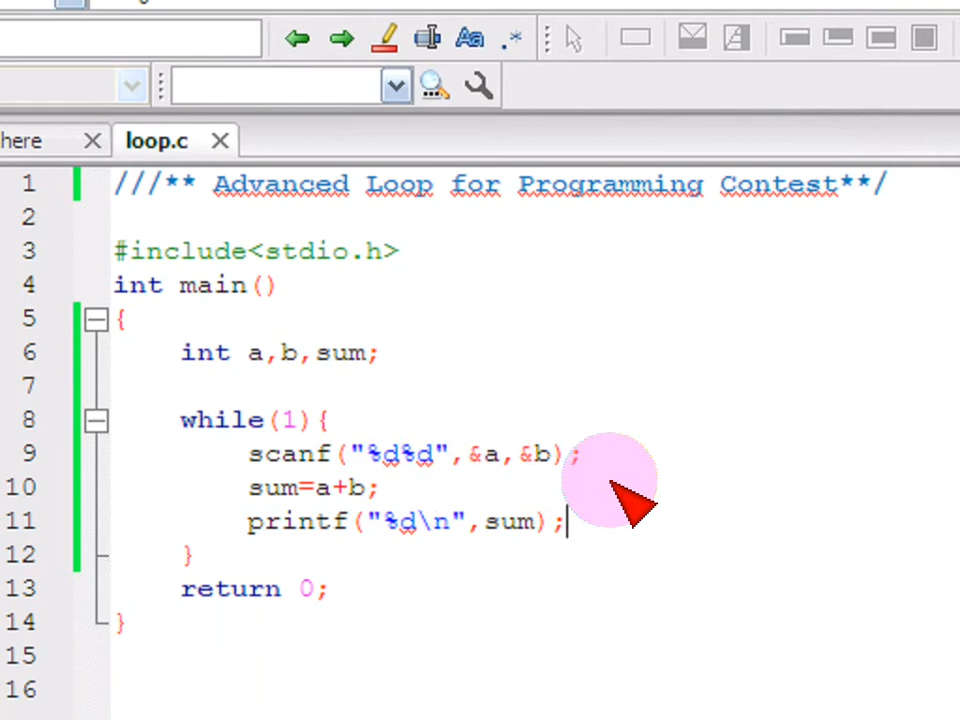 here
loop.c
1 ///** Advanced Loop for Programming Contest**/
2
3 #include<stdio.h>
4 int main()
5 {
6 int a,b,sum;
7
8 while(1){
9 scanf("%d%d",&a,&b);
10 sum=a+b;
11 printf("%d\n",sum);
12 }
13 return 0;
14 }
15
16